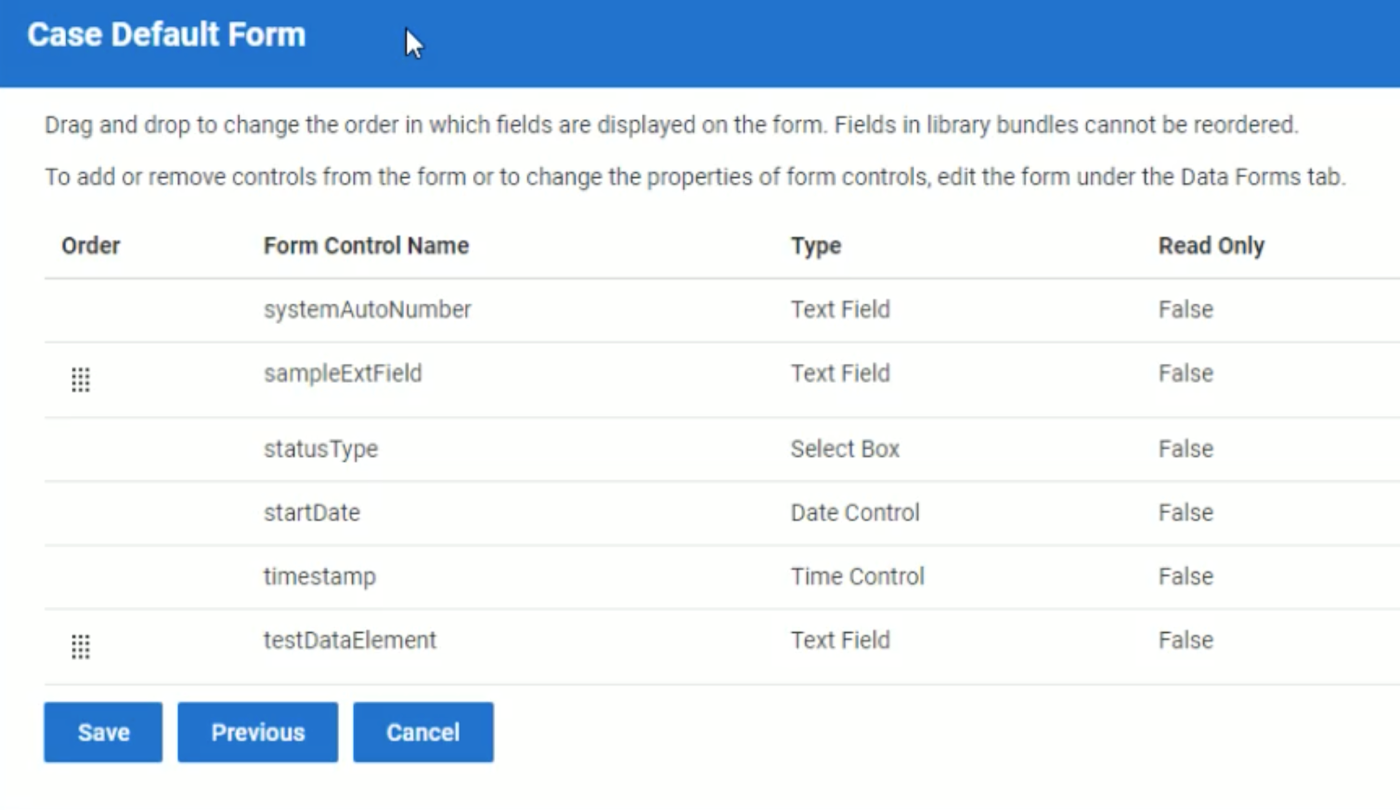 Case Default Form
Drag and drop to change the order in which fields are displayed on the form. Fields in library bundles cannot be reordered.
To add or remove controls from the form or to change the properties of form controls, edit the form under the Data Forms tab.
Order Form Control Name Type Read Only
systemAutoNumber Text Field False
sampleExtField Text Field False
statusType Select Box False
startDate Date Control False
timestamp Time Control False
testDataElement Text Field False
Save Previous Cancel